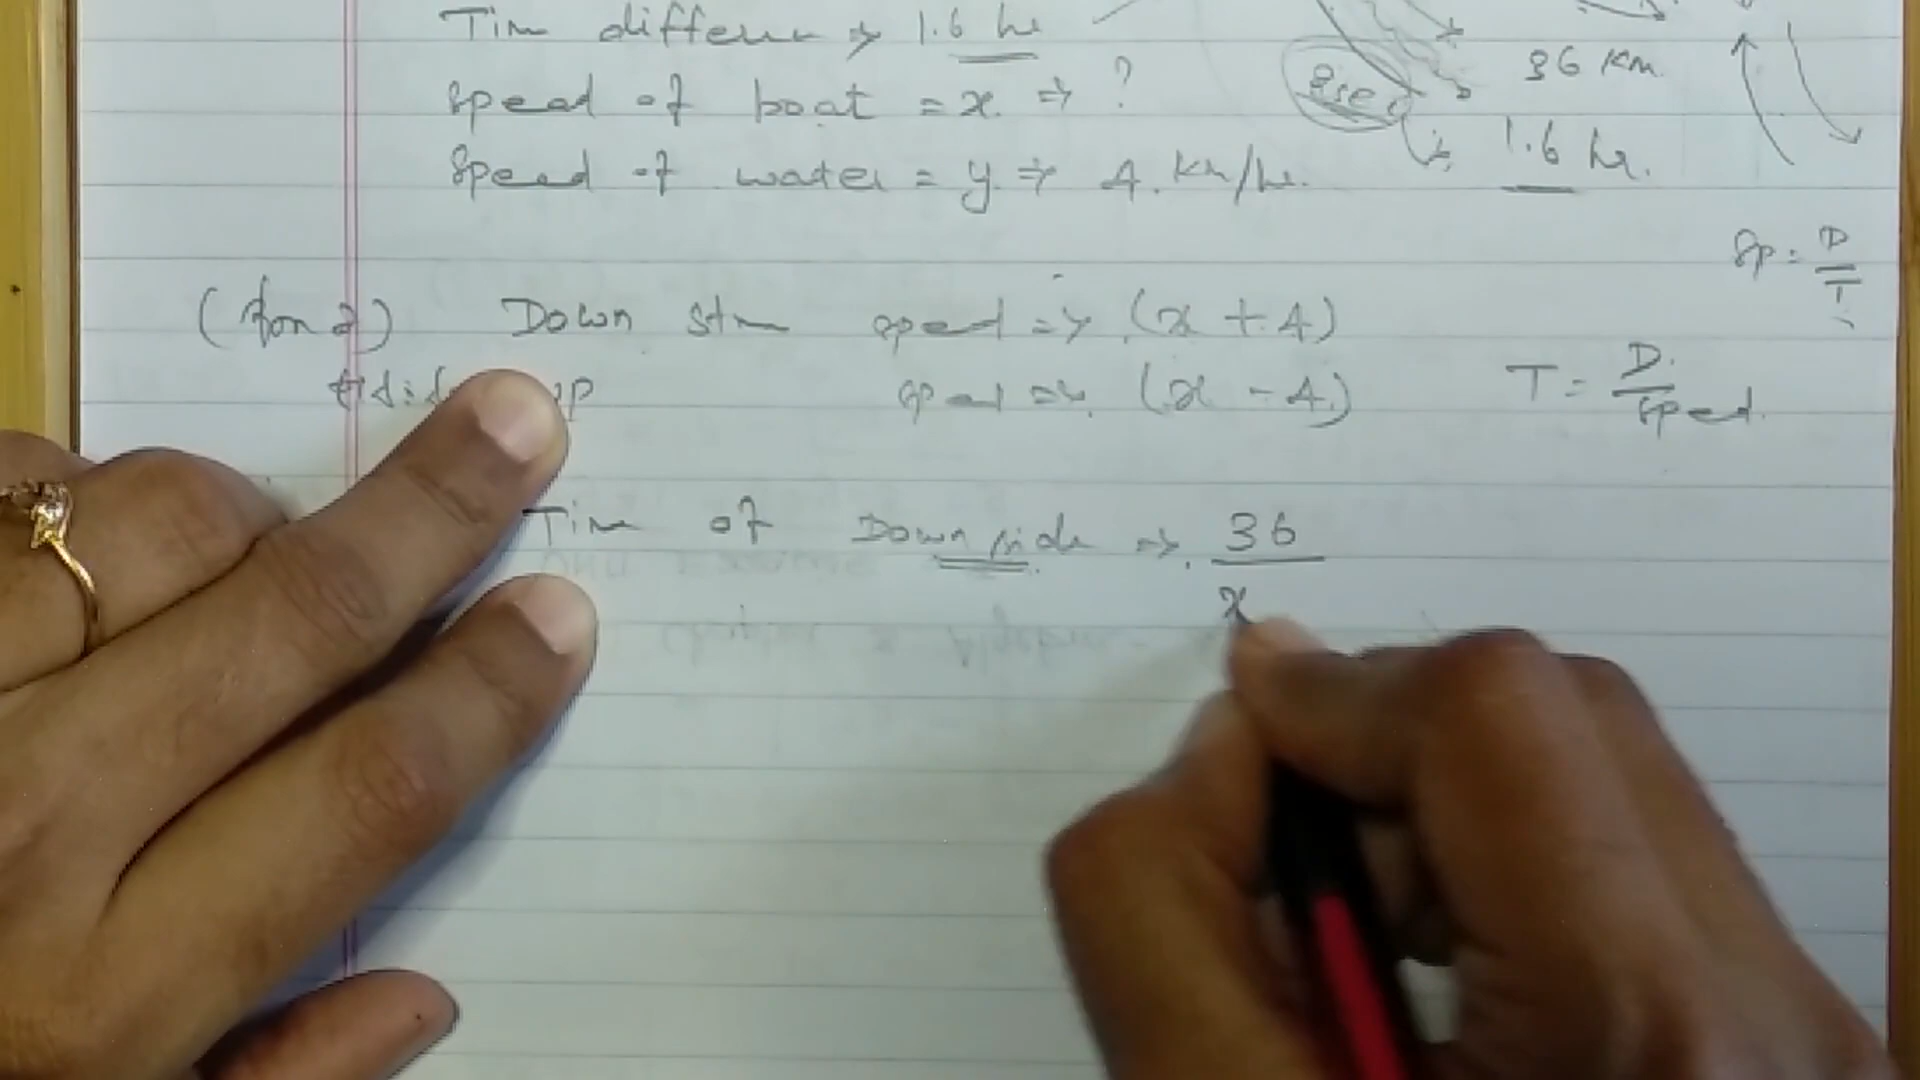 Time difference ⇒ 1.6 hr
36 Km
Speed of boat = x ⇒ ?
Speed of water = y ⇒ 4 Km/hr.
1.6 hr.
Sp = D/T
Down speed ⇒ (x + 4)
up speed ⇒ (x - 4)
T = D/Speed
Time of Down side ⇒ 36
x